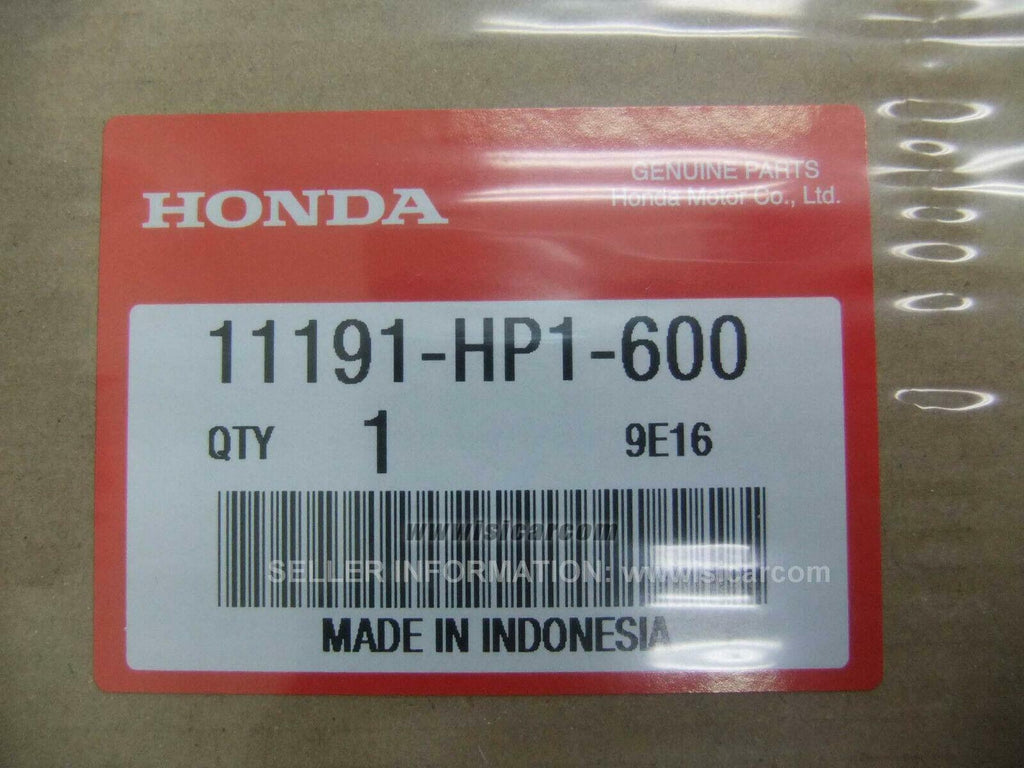 GENUINE PARTS
HONDA
Honda Motor Co., Ltd.
11191-HP1-600
QTY 1 9E16
www.isicar.com
SELLER INFORMATION: www.isicar.com
MADE IN INDONESIA